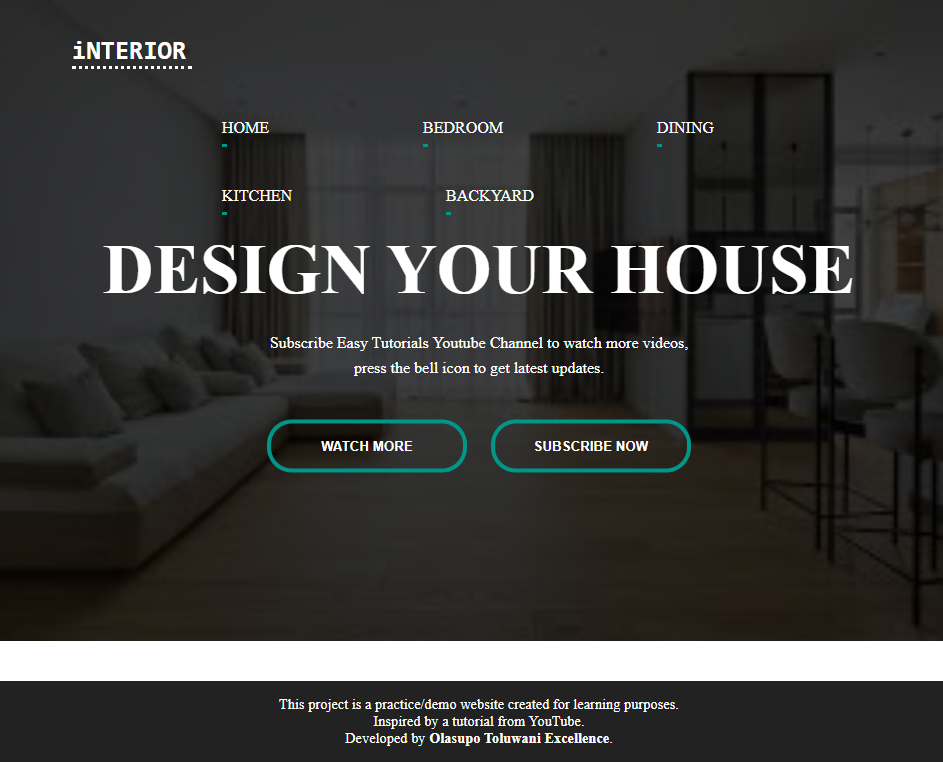 iNTERIOR
HOME BEDROOM DINING
KITCHEN BACKYARD
DESIGN YOUR HOUSE
Subscribe Easy Tutorials Youtube Channel to watch more videos,
press the bell icon to get latest updates.
WATCH MORE SUBSCRIBE NOW
This project is a practice/demo website created for learning purposes.
Inspired by a tutorial from YouTube.
Developed by Olasupo Toluwani Excellence.